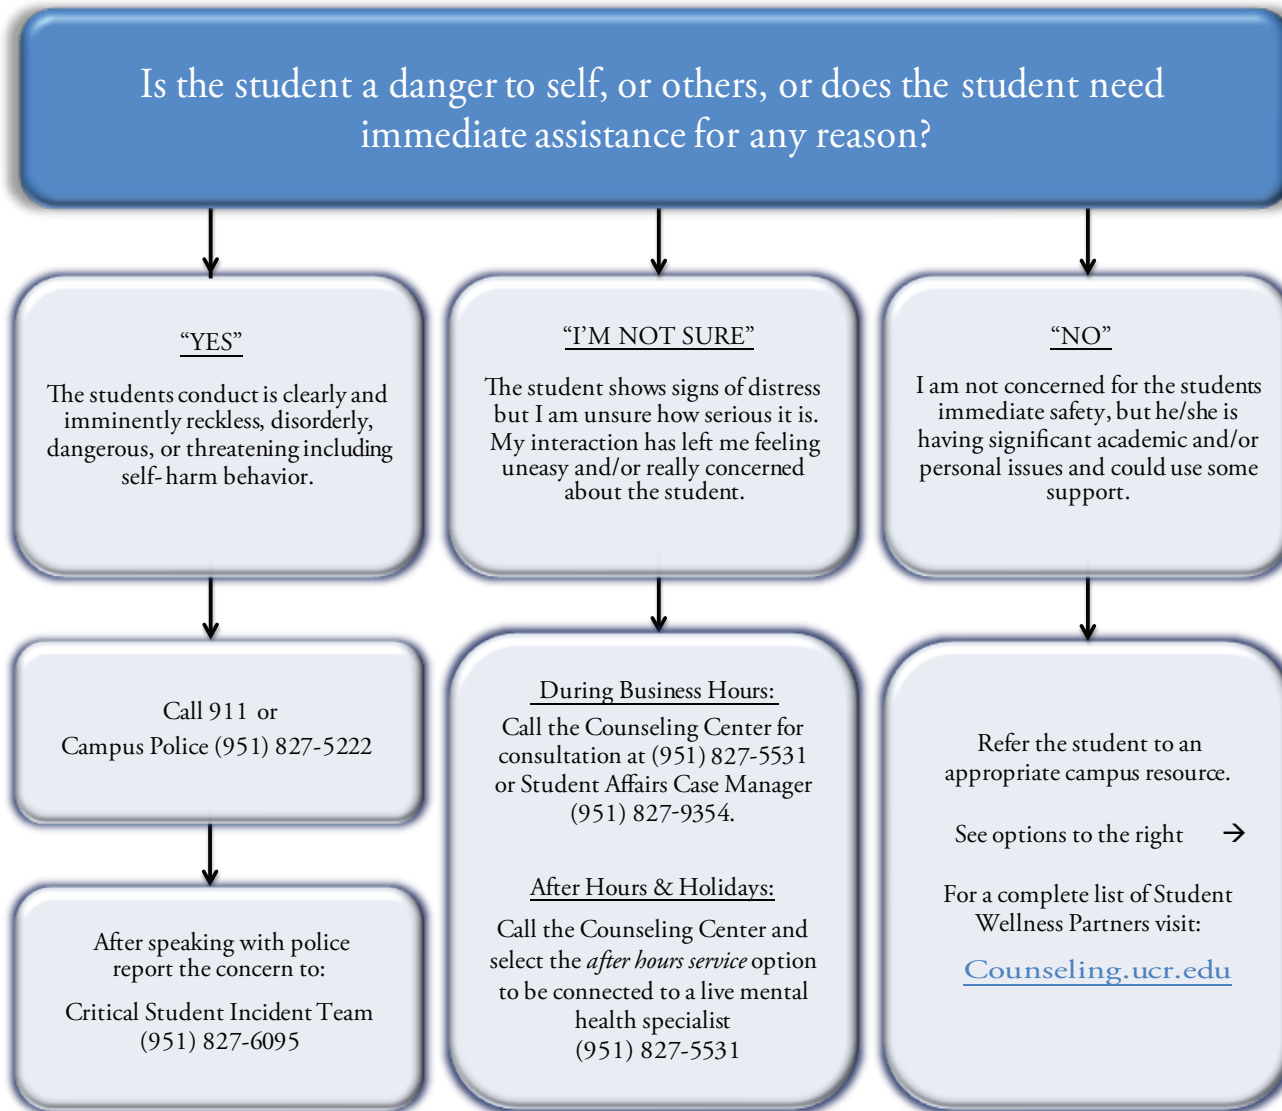 Is the student a danger to self, or others, or does the student need
immediate assistance for any reason?
“YES”
The students conduct is clearly and
imminently reckless, disorderly,
dangerous, or threatening including
self-harm behavior.
Call 911 or
Campus Police (951) 827-5222
After speaking with police
report the concern to:
Critical Student Incident Team
(951) 827-6095
“I’M NOT SURE”
The student shows signs of distress
but I am unsure how serious it is.
My interaction has left me feeling
uneasy and/or really concerned
about the student.
During Business Hours:
Call the Counseling Center for
consultation at (951) 827-5531
or Student Affairs Case Manager
(951) 827-9354.
After Hours & Holidays:
Call the Counseling Center and
select the after hours service option
to be connected to a live mental
health specialist
(951) 827-5531
“NO”
I am not concerned for the students
immediate safety, but he/she is
having significant academic and/or
personal issues and could use some
support.
Refer the student to an
appropriate campus resource.
See options to the right →
For a complete list of Student
Wellness Partners visit:
Counseling.ucr.edu